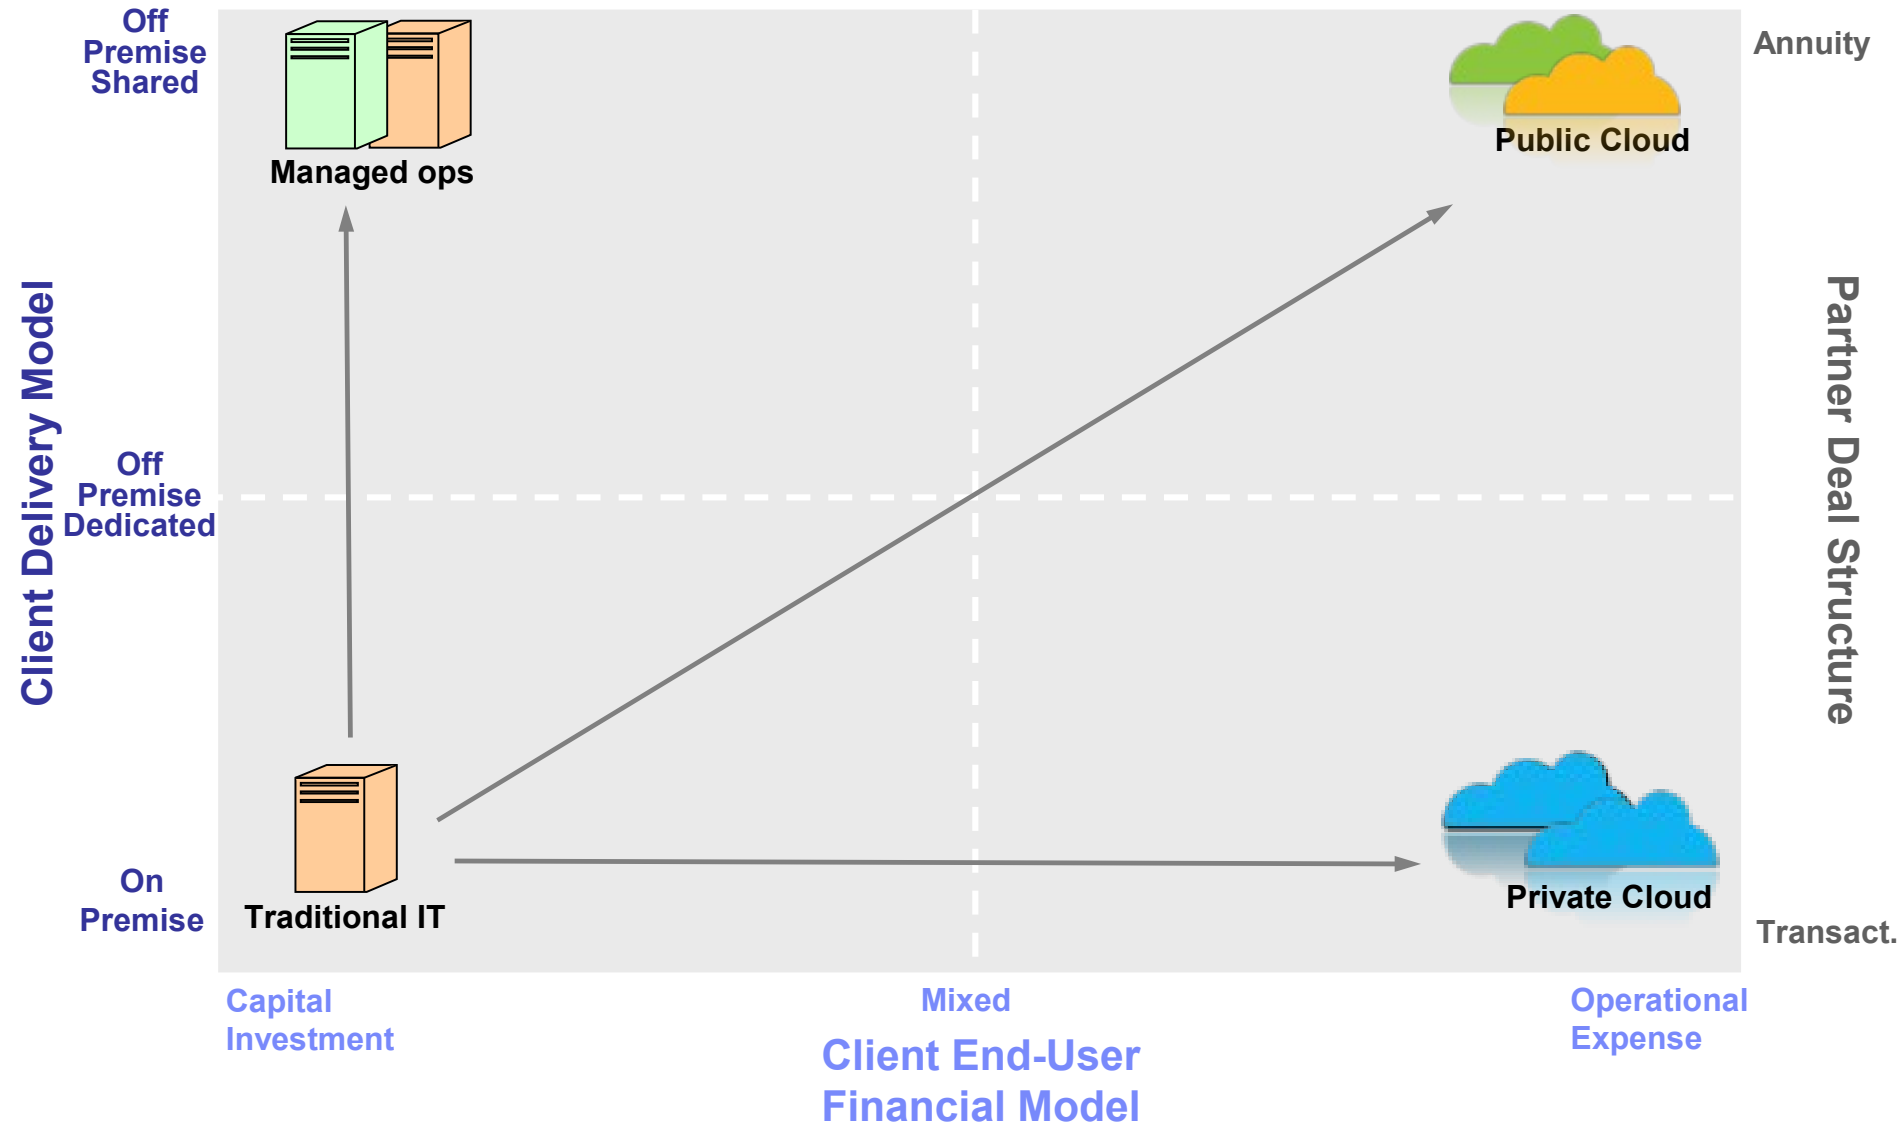 Off
Premise
Shared
Managed ops
Public Cloud
Annuity
Client Delivery Model
Off
Premise
Dedicated
Partner Deal Structure
On
Premise
Traditional IT
Private Cloud
Transact.
Capital
Investment
Mixed
Operational
Expense
Client End-User
Financial Model